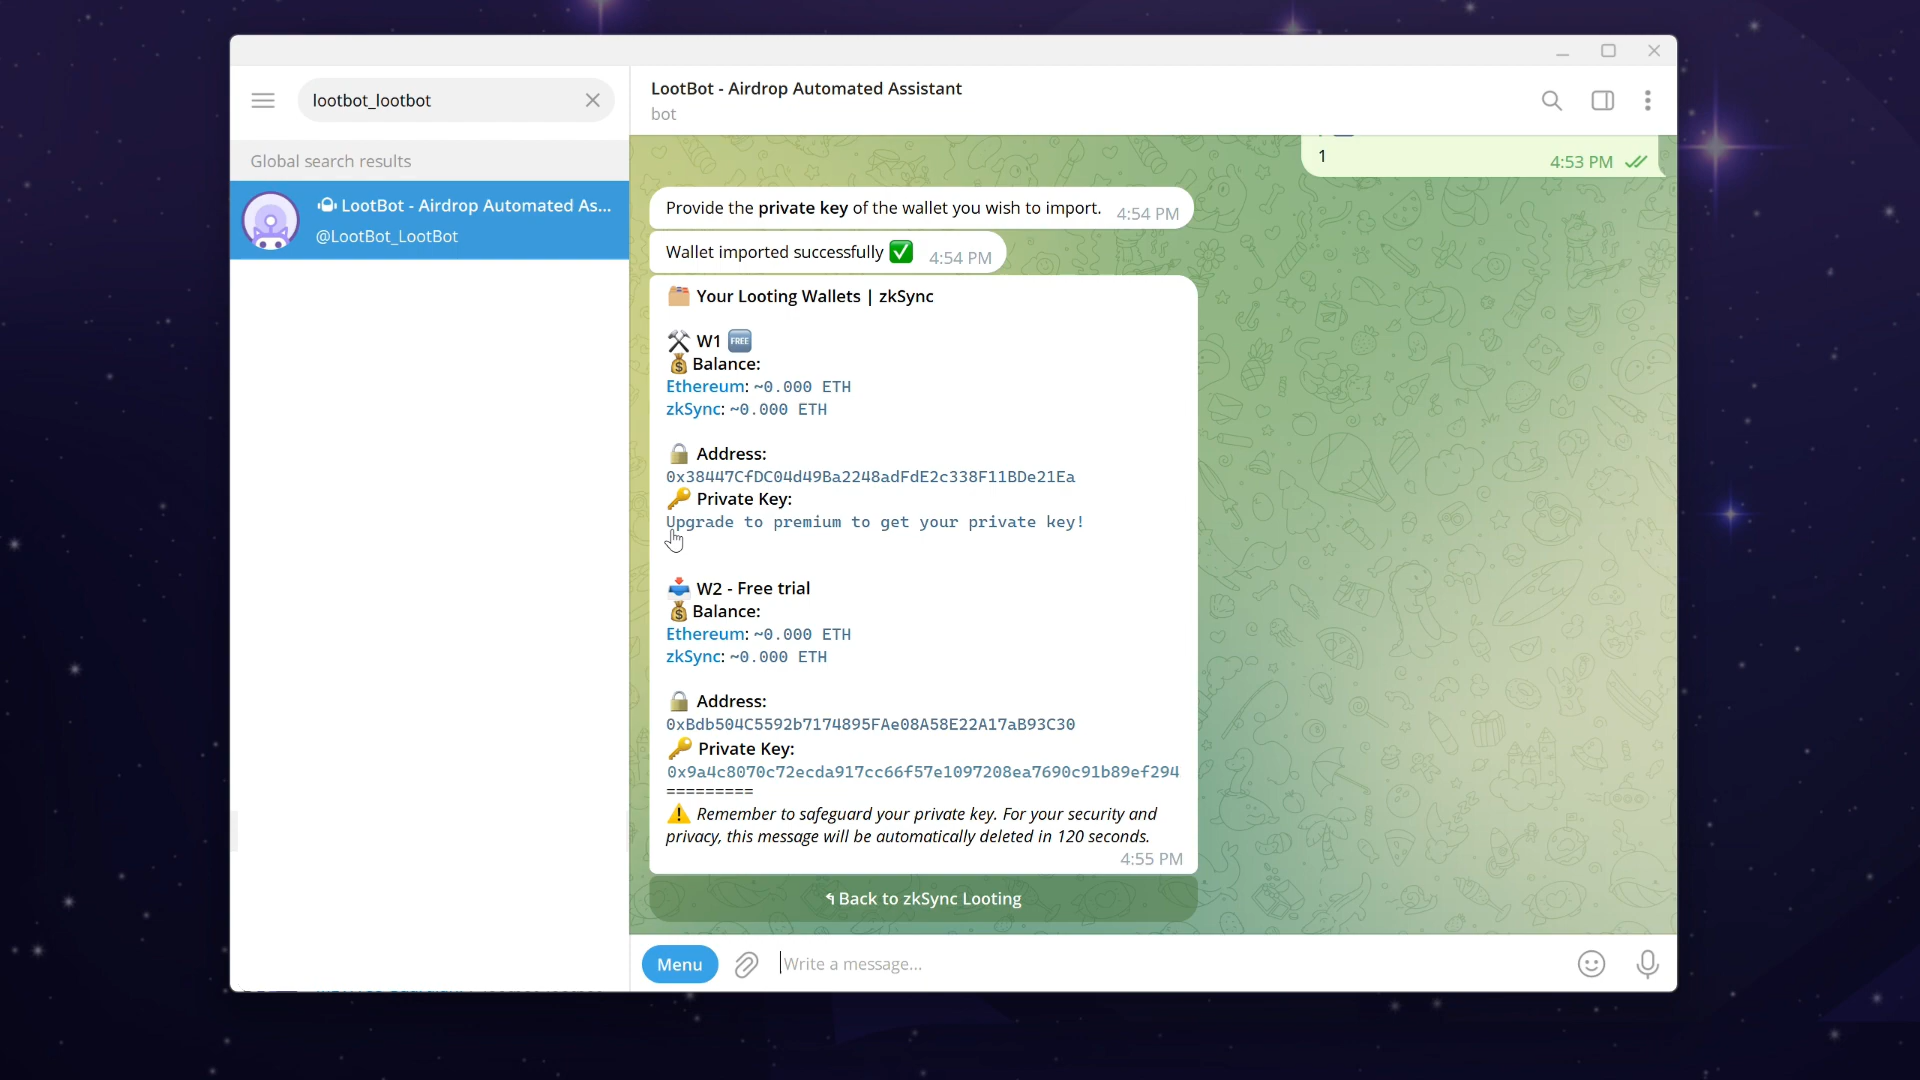 lootbot_lootbot
Global search results
LootBot - Airdrop Automated As...
@LootBot_LootBot
LootBot - Airdrop Automated Assistant
bot
1
4:53 PM
Provide the private key of the wallet you wish to import. 4:54 PM
Wallet imported successfully ✅ 4:54 PM
🗂️ Your Looting Wallets | zkSync
⚒️ W1 🆓
💰 Balance:
Ethereum: ~0.000 ETH
zkSync: ~0.000 ETH
🔒 Address:
0x38447CfDC04d49Ba2248adFdE2c338F11BDe21Ea
🔑 Private Key:
Upgrade to premium to get your private key!
📥 W2 - Free trial
💰 Balance:
Ethereum: ~0.000 ETH
zkSync: ~0.000 ETH
🔒 Address:
0xBdb504C5592b7174895FAe08A58E22A17aB93C30
🔑 Private Key:
0x9a4c8070c72ecda917cc66f57e1097208ea7690c91b89ef294
=========
⚠️ Remember to safeguard your private key. For your security and
privacy, this message will be automatically deleted in 120 seconds.
4:55 PM
↰ Back to zkSync Looting
Menu
Write a message...